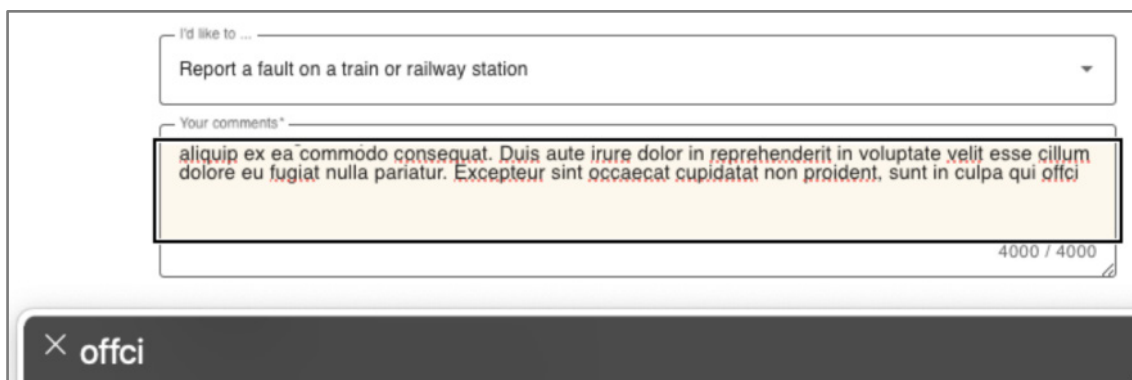 I'd like to ...
Report a fault on a train or railway station
Your comments*
aliquip ex ea commodo consequat. Duis aute irure dolor in reprehenderit in voluptate velit esse cillum
dolore eu fugiat nulla pariatur. Excepteur sint occaecat cupidatat non proident, sunt in culpa qui offci
4000 / 4000
offci